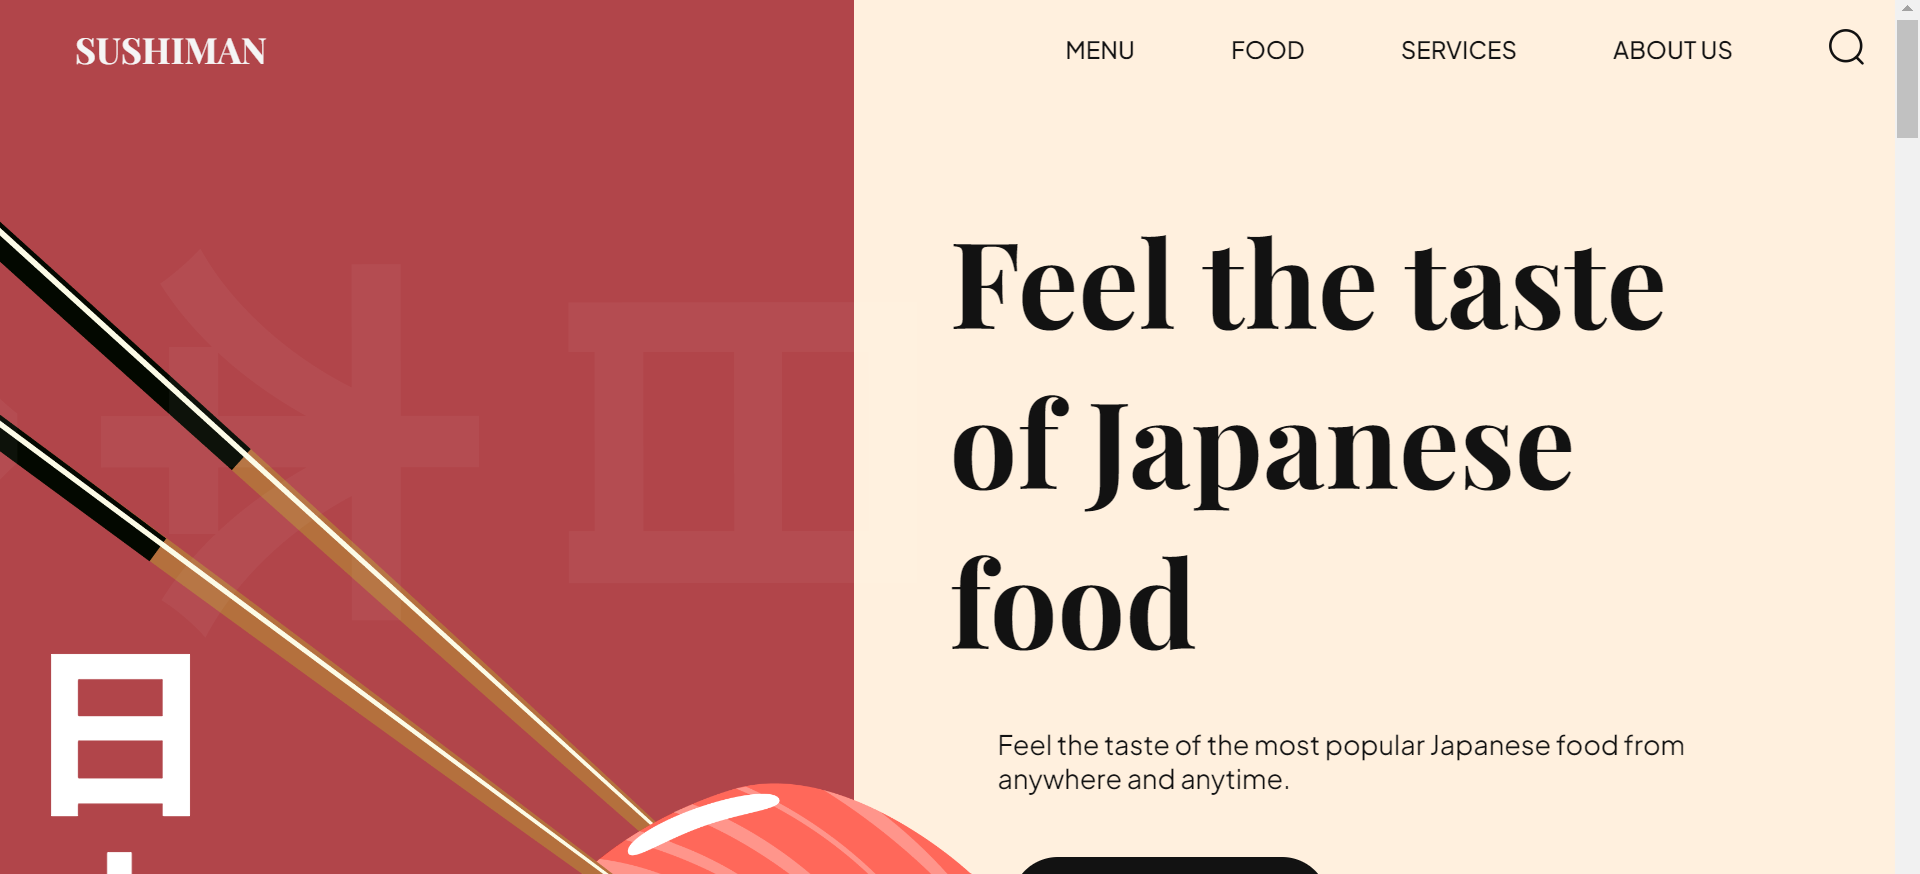 SUSHIMAN
MENU
FOOD
SERVICES
ABOUT US
Feel the taste
of Japanese
food
Feel the taste of the most popular Japanese food from
anywhere and anytime.
日